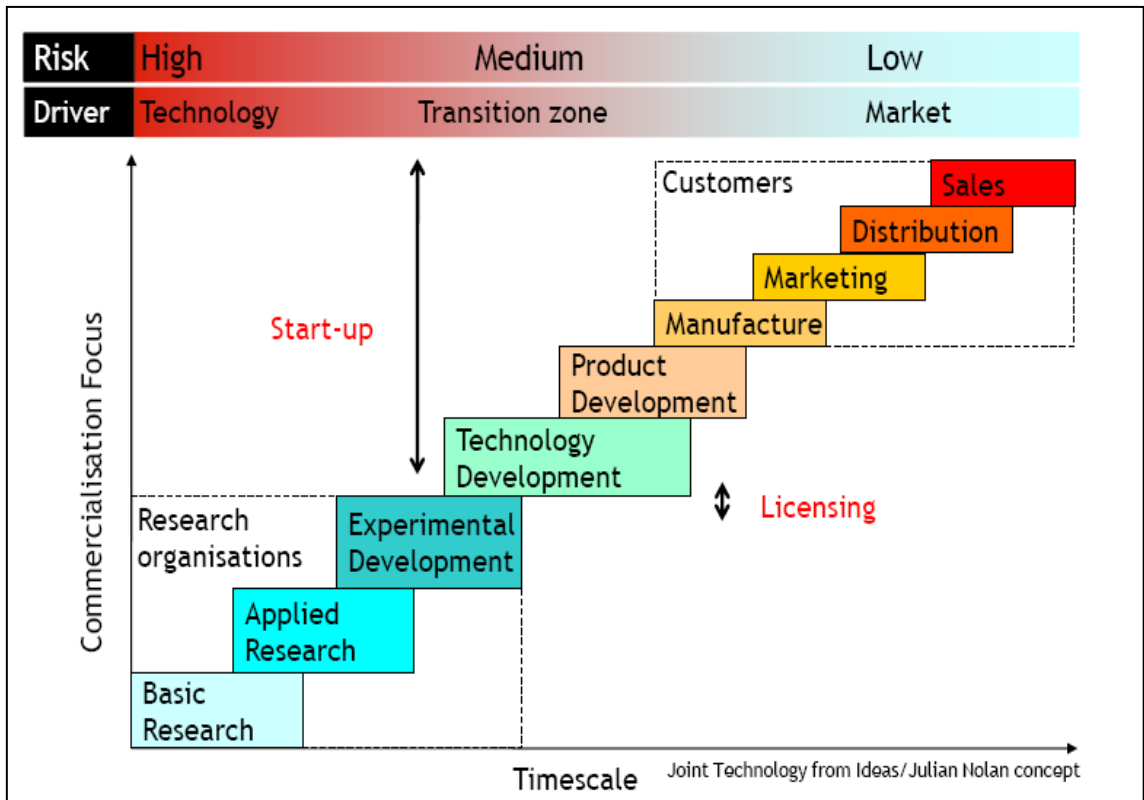 Risk High Medium Low
Driver Technology Transition zone Market
Customers
Sales
Distribution
Marketing
Manufacture
Start-up
Product
Development
Technology
Development
Licensing
Research
organisations
Experimental
Development
Applied
Research
Basic
Research
Commercialisation Focus
Timescale
Joint Technology from Ideas/Julian Nolan concept